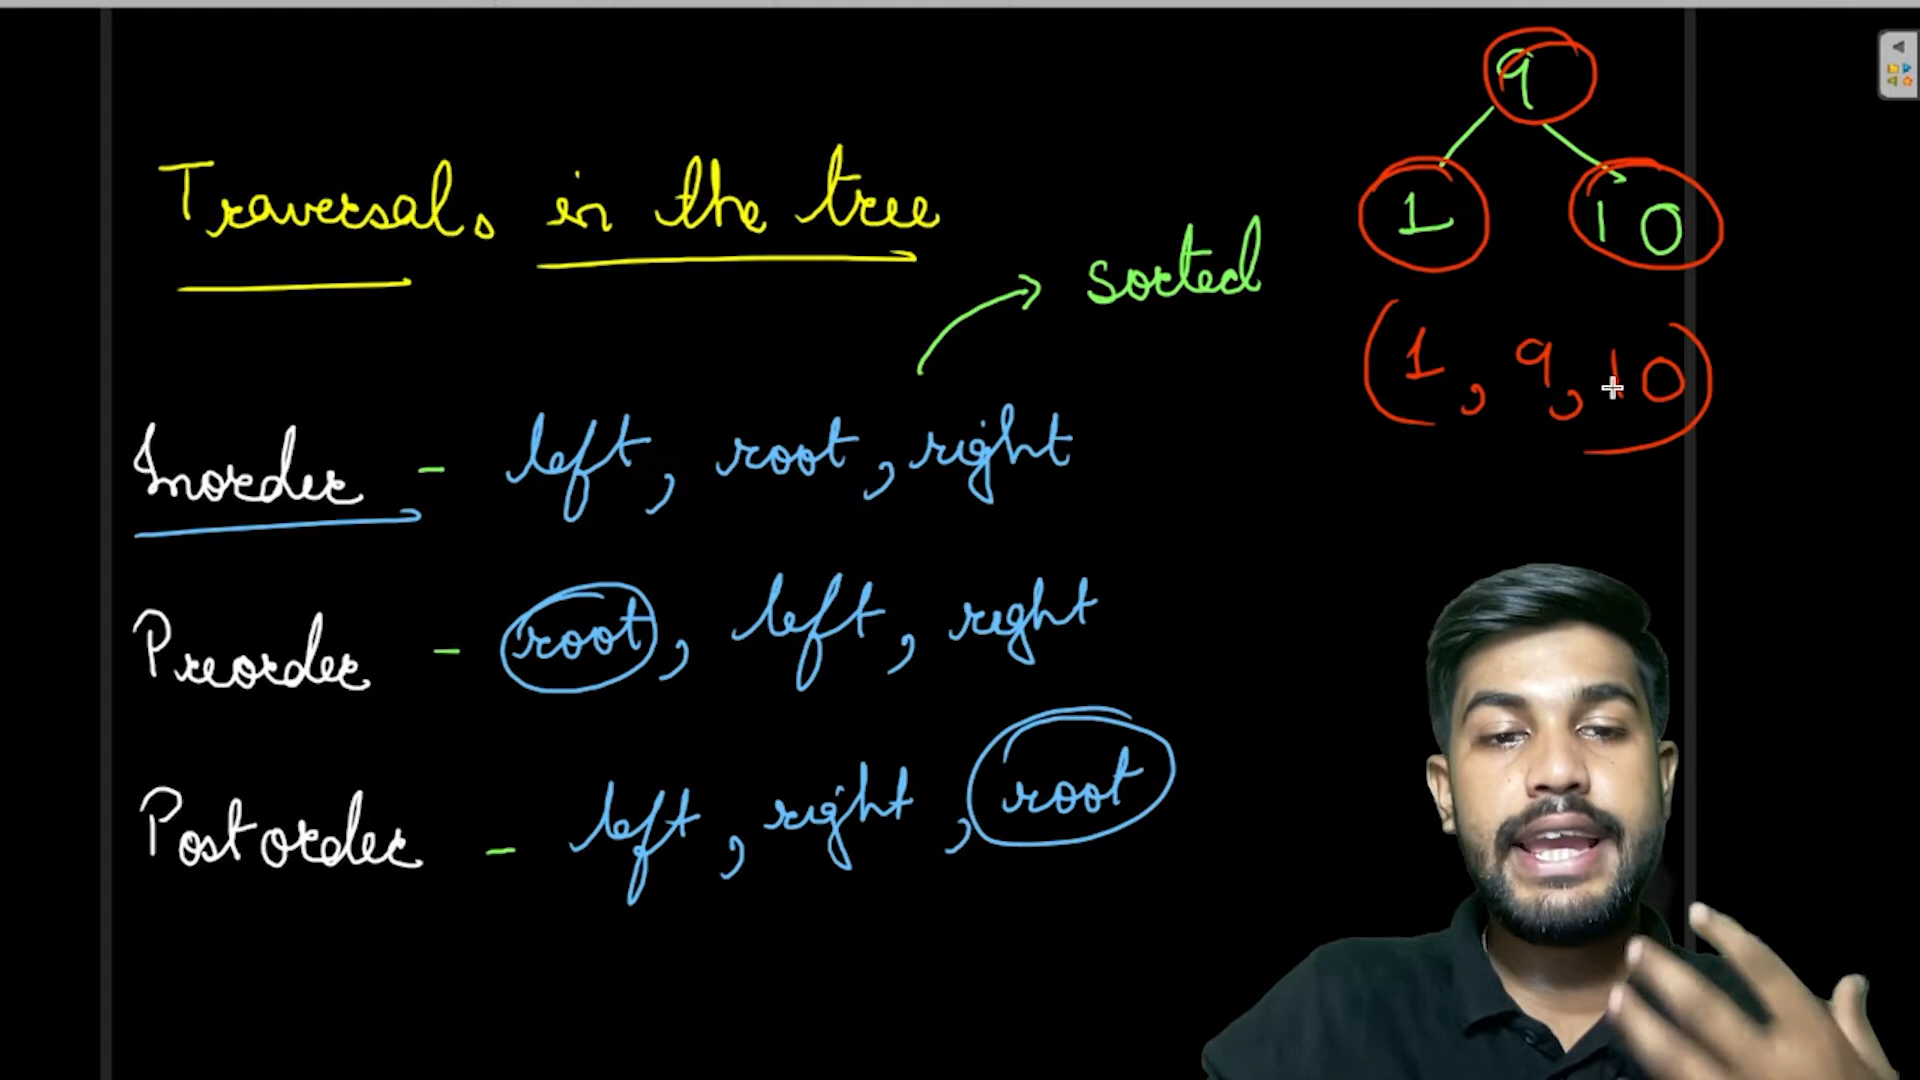 9
Traversals in the tree
1 10
sorted
(1, 9, 10)
Inorder - left, root, right
Preorder - root, left, right
Postorder - left, right, root